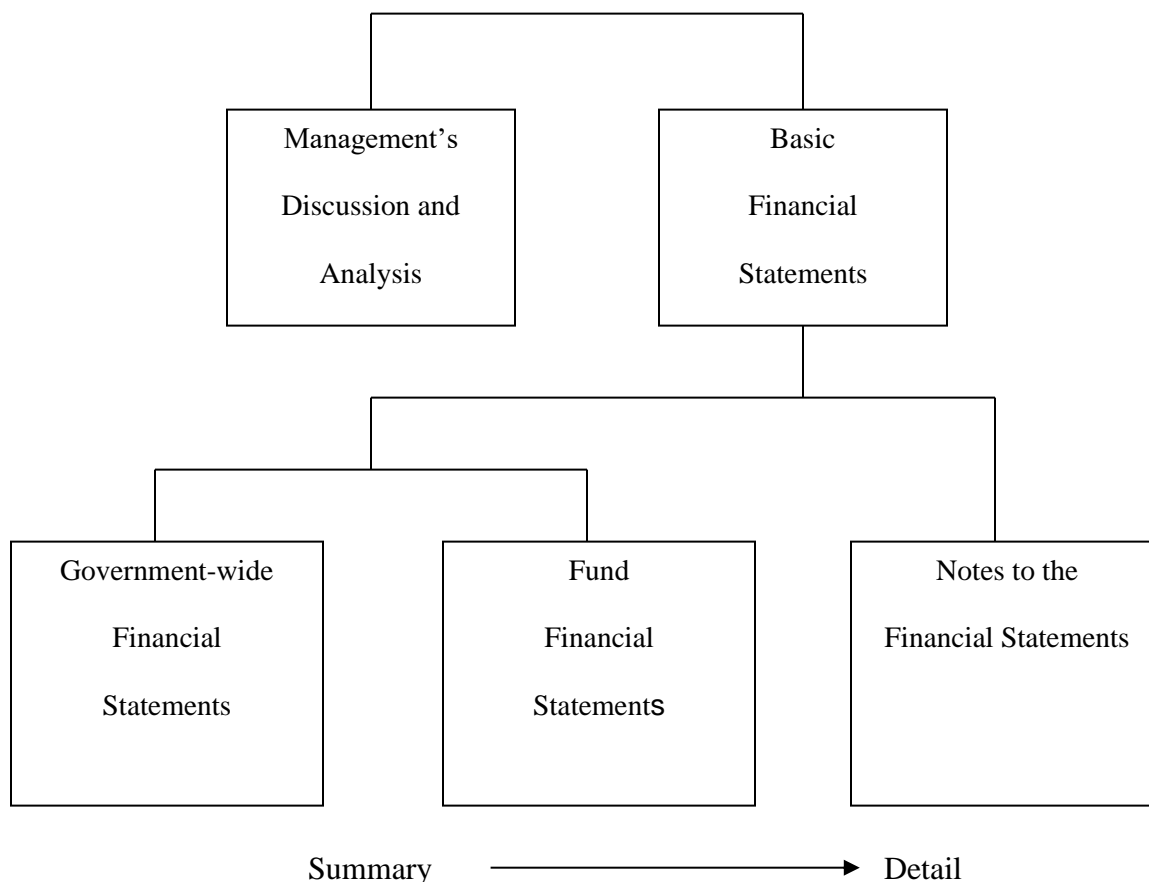 Management’s
Discussion and
Analysis
Basic
Financial
Statements
Government-wide
Financial
Statements
Fund
Financial
Statements
Notes to the
Financial Statements
Summary
Detail